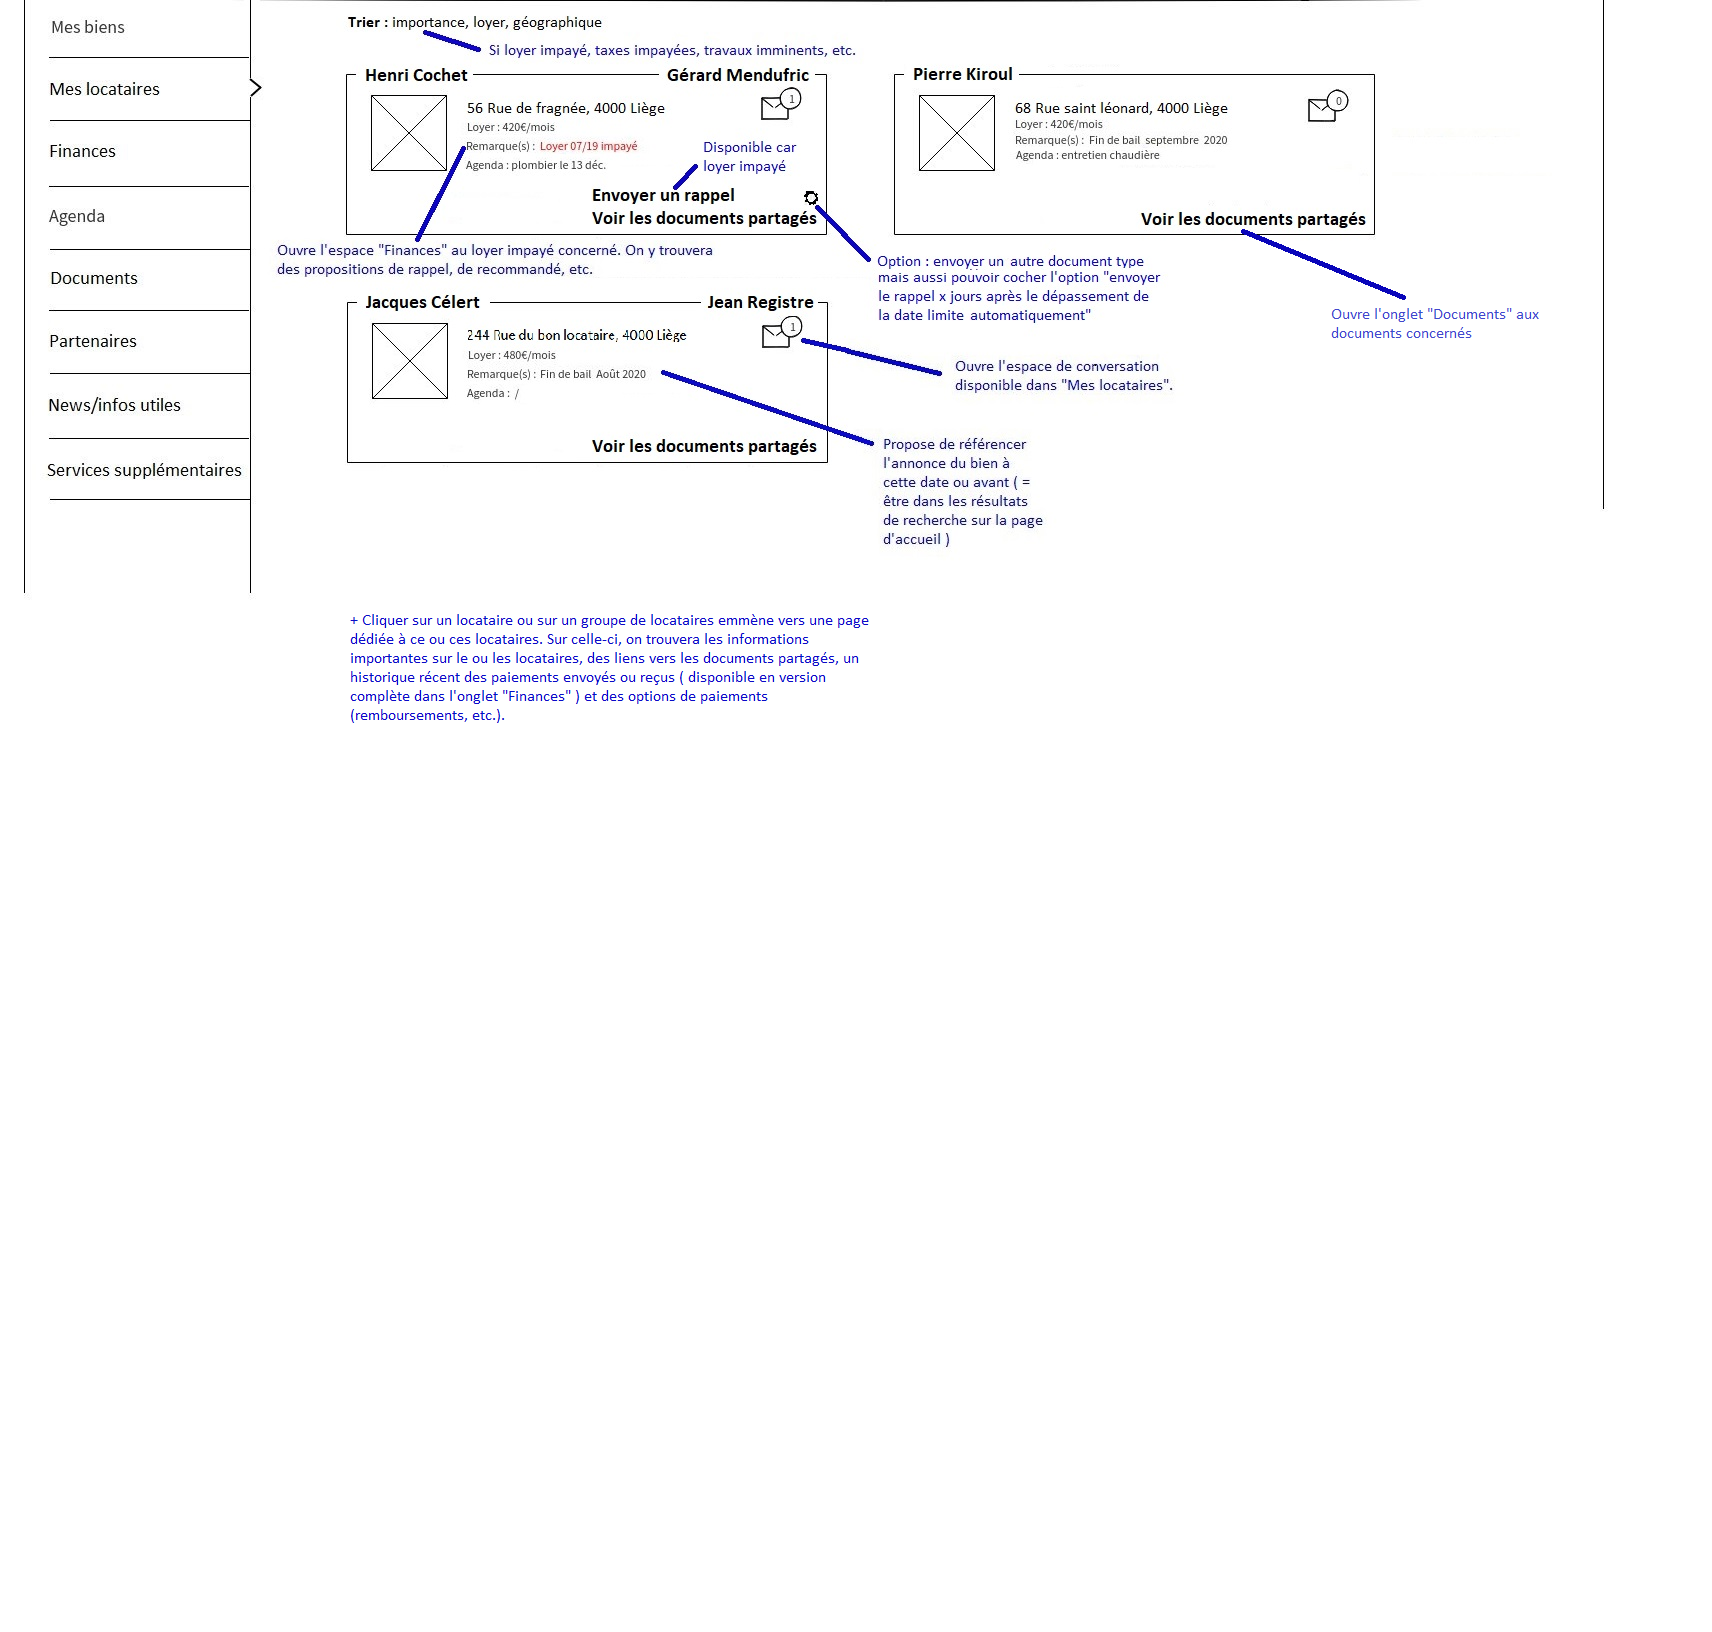 Mes biens
Mes locataires
Finances
Agenda
Documents
Partenaires
News/infos utiles
Services supplémentaires
Trier : importance, loyer, géographique
Si loyer impayé, taxes impayées, travaux imminents, etc.
Henri Cochet
Gérard Mendufric
56 Rue de fragnée, 4000 Liège
1
Loyer : 420€/mois
Remarque(s) : Loyer 07/19 impayé
Agenda : plombier le 13 déc.
Disponible car
loyer impayé
Envoyer un rappel
Voir les documents partagés
Pierre Kiroul
68 Rue saint léonard, 4000 Liège
0
Loyer : 420€/mois
Remarque(s) : Fin de bail septembre 2020
Agenda : entretien chaudière
Voir les documents partagés
Ouvre l'espace "Finances" au loyer impayé concerné. On y trouvera
des propositions de rappel, de recommandé, etc.
Option : envoyer un autre document type
mais aussi pouvoir cocher l'option "envoyer
le rappel x jours après le dépassement de
la date limite automatiquement"
Ouvre l'onglet "Documents" aux
documents concernés
Jacques Célert
Jean Registre
244 Rue du bon locataire, 4000 Liège
1
Loyer : 480€/mois
Remarque(s) : Fin de bail Août 2020
Agenda : /
Voir les documents partagés
Ouvre l'espace de conversation
disponible dans "Mes locataires".
Propose de référencer
l'annonce du bien à
cette date ou avant ( =
être dans les résultats
de recherche sur la page
d'accueil )
+ Cliquer sur un locataire ou sur un groupe de locataires emmène vers une page
dédiée à ce ou ces locataires. Sur celle-ci, on trouvera les informations
importantes sur le ou les locataires, des liens vers les documents partagés, un
historique récent des paiements envoyés ou reçus ( disponible en version
complète dans l'onglet "Finances" ) et des options de paiements
(remboursements, etc.).